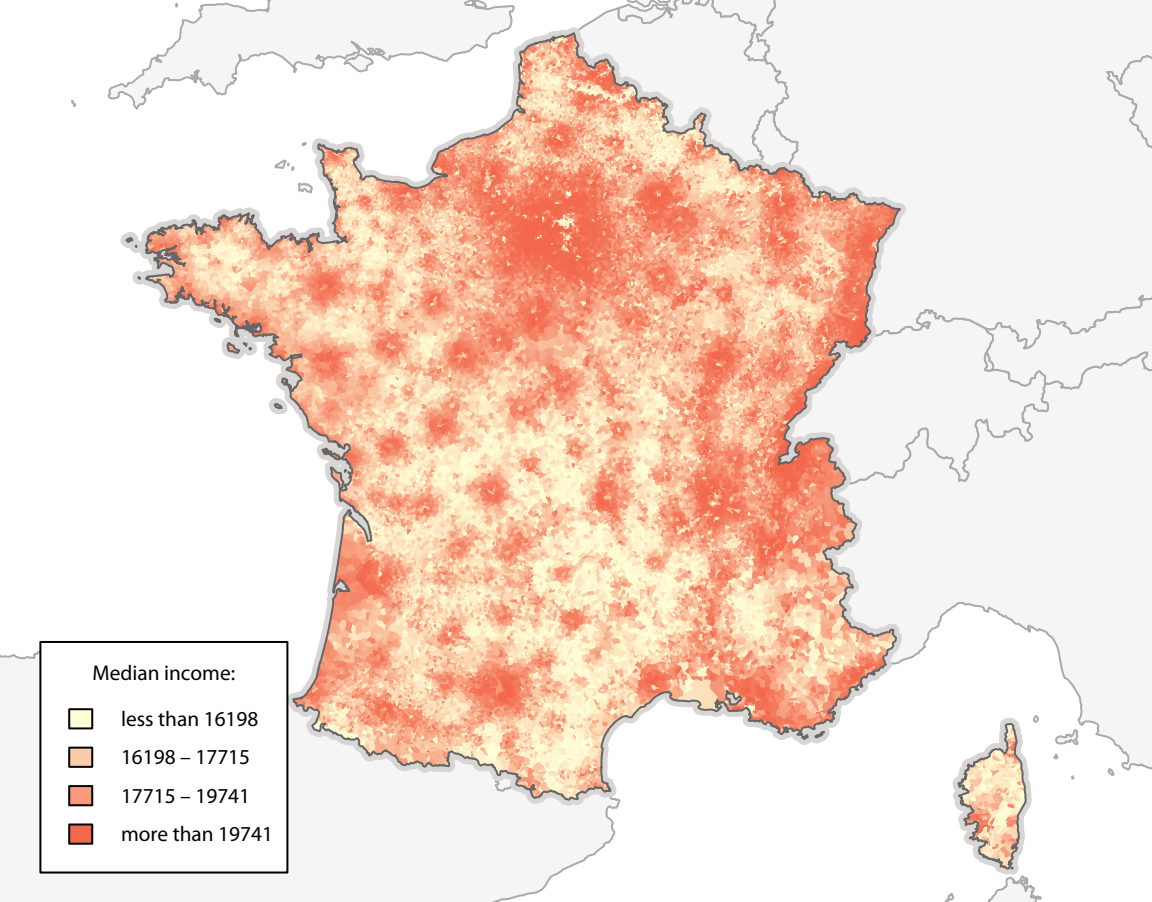 Median income:
less than 16198
16198 – 17715
17715 – 19741
more than 19741